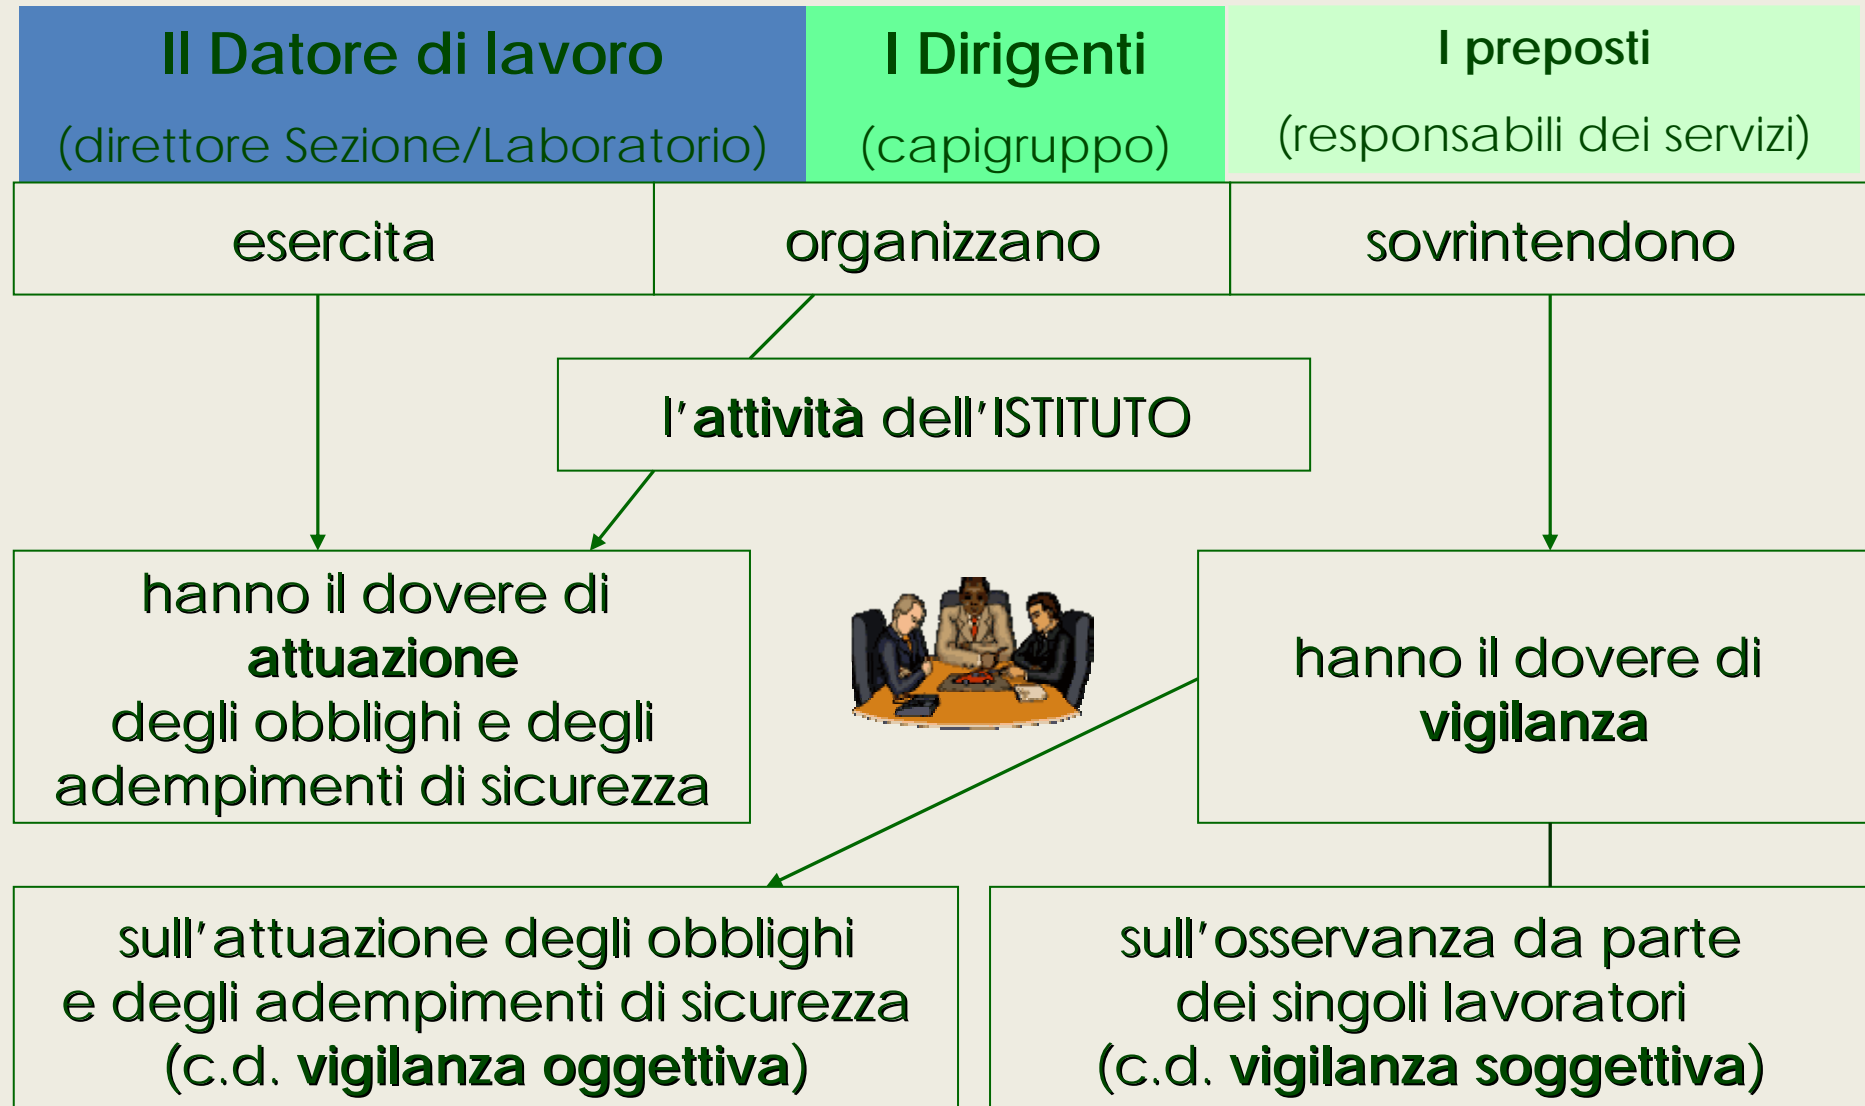 Il Datore di lavoro
(direttore Sezione/Laboratorio)
I Dirigenti
(capigruppo)
I preposti
(responsabili dei servizi)
esercita
organizzano
sovrintendono
l'attività dell'ISTITUTO
hanno il dovere di
attuazione
degli obblighi e degli
adempimenti di sicurezza
hanno il dovere di
vigilanza
sull'attuazione degli obblighi
e degli adempimenti di sicurezza
(c.d. vigilanza oggettiva)
sull'osservanza da parte
dei singoli lavoratori
(c.d. vigilanza soggettiva)